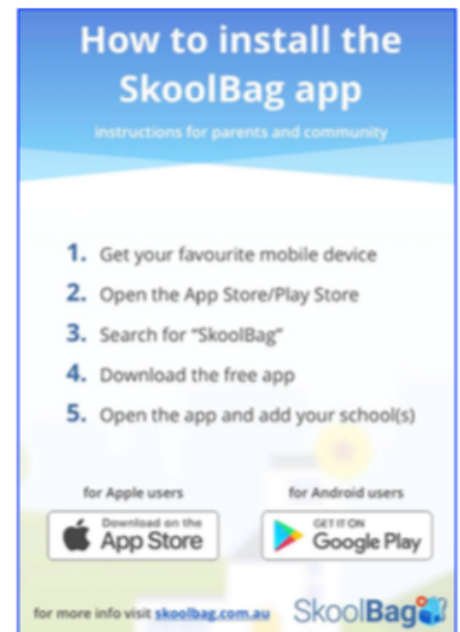 How to install the
SkoolBag app
instructions for parents and community
1. Get your favourite mobile device
2. Open the App Store/Play Store
3. Search for “SkoolBag”
4. Download the free app
5. Open the app and add your school(s)
for Apple users
for Android users
Download on the
App Store
GET IT ON
Google Play
for more info visit skoolbag.com.au
SkoolBag